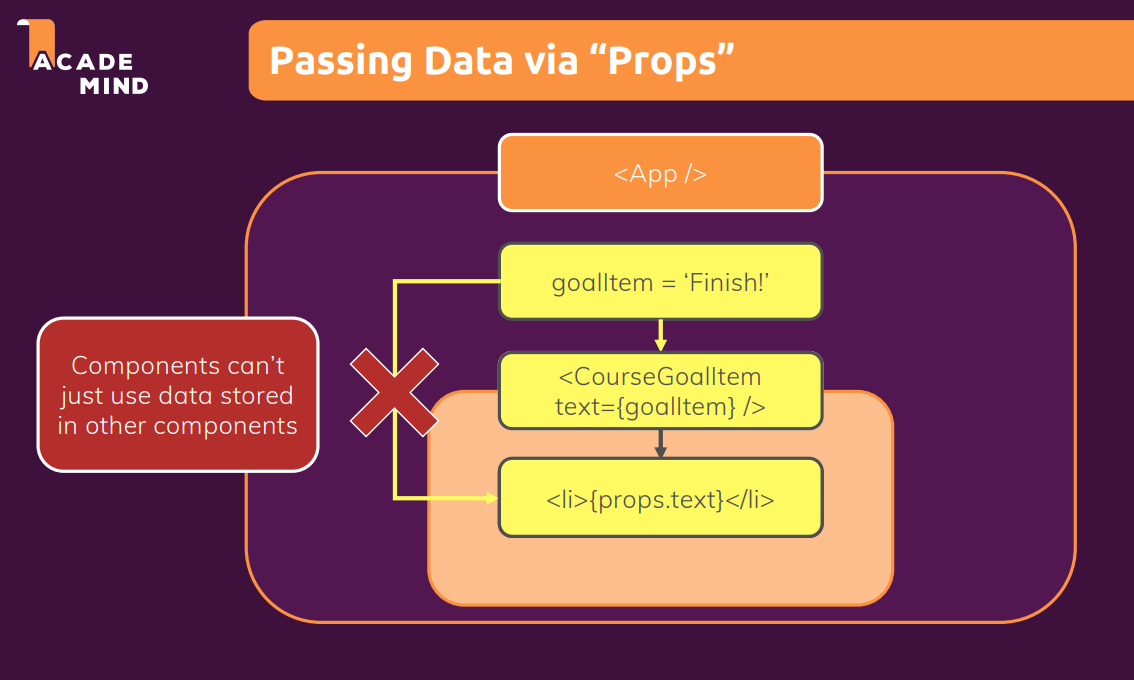 ACADE
MIND
Passing Data via “Props”
<App />
goalItem = ‘Finish!’
Components can’t
just use data stored
in other components
<CourseGoalItem
text={goalItem} />
<li>{props.text}</li>